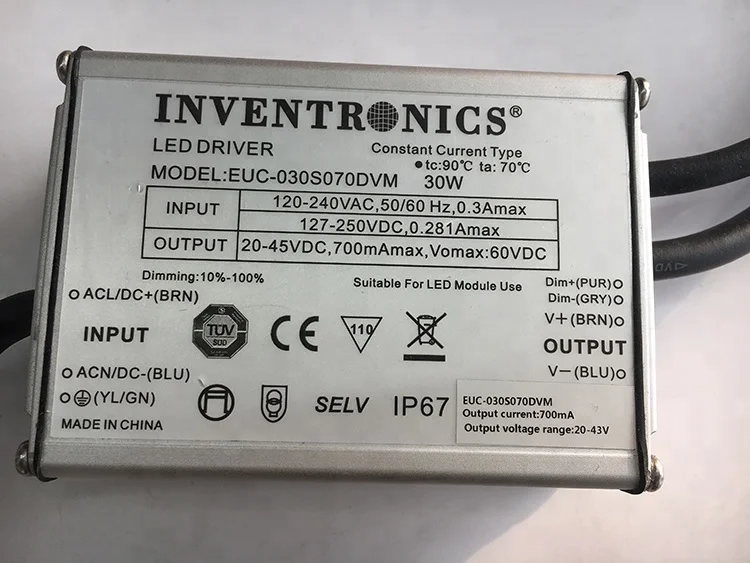 INVENTRONICS®
LED DRIVER
Constant Current Type
tc:90℃ ta: 70℃
MODEL:EUC-030S070DVM 30W
INPUT 120-240VAC,50/60 Hz,0.3Amax
127-250VDC, 0.281Amax
OUTPUT 20-45VDC,700mAmax,Vomax:60VDC
Dimming:10%-100%
Suitable For LED Module Use
Dim+(PUR)
Dim-(GRY)
ACL/DC+(BRN)
V+(BRN)
INPUT
TÜV
SUD
CE
110
OUTPUT
ACN/DC-(BLU)
V-(BLU)
(YL/GN)
SELV
IP67
MADE IN CHINA
EUC-030S070DVM
Output current:700mA
Output voltage range:20-43V